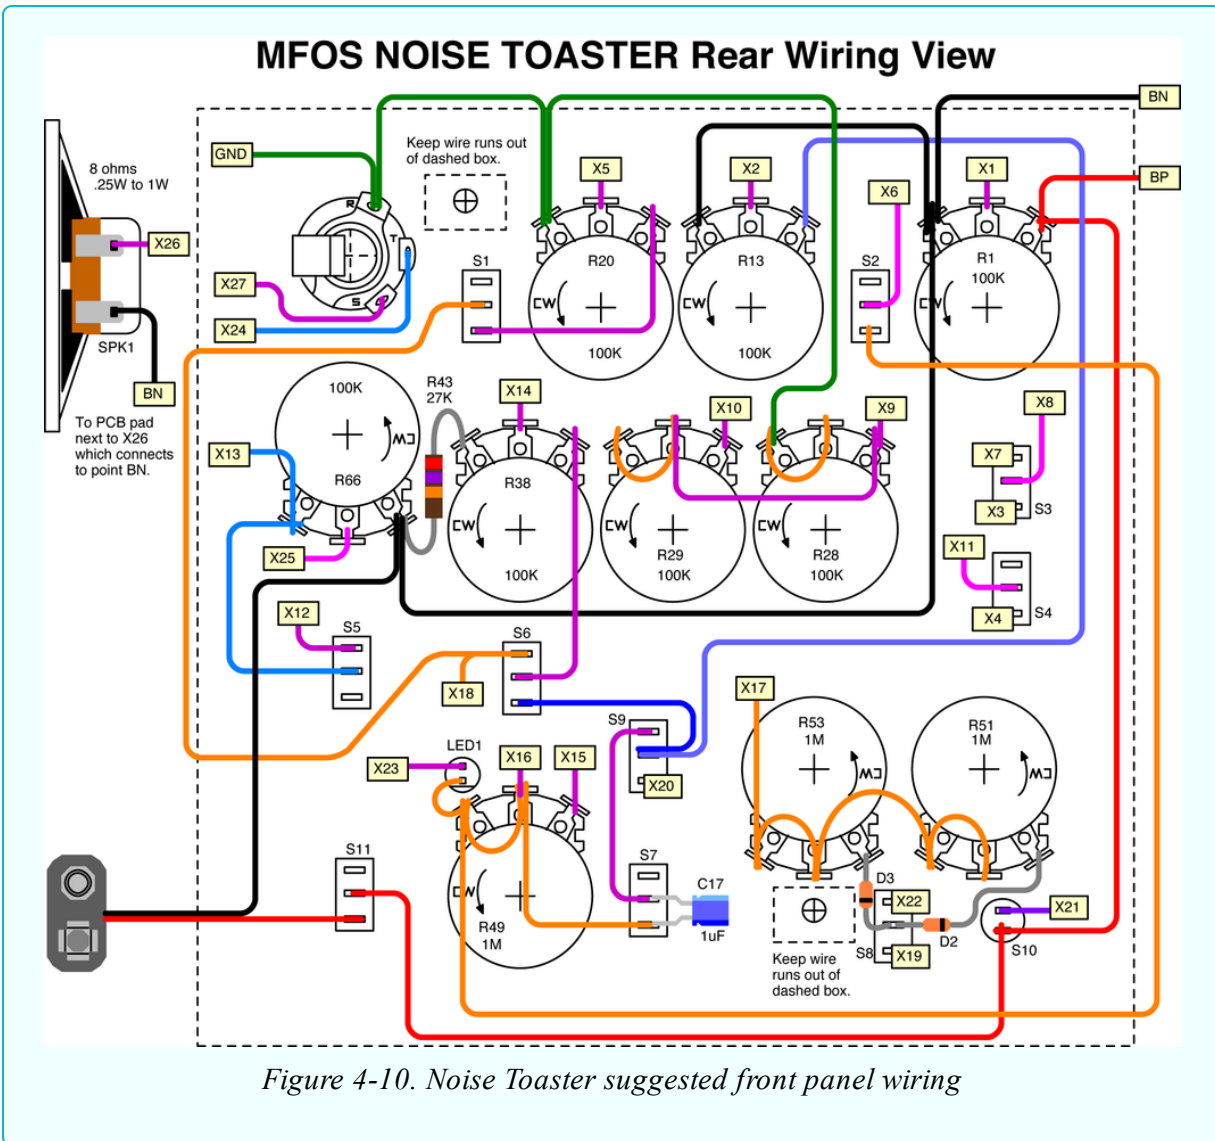 MFOS NOISE TOASTER Rear Wiring View
BN
GND
Keep wire runs out
of dashed box.
8 ohms
.25W to 1W
X5
X2
X6
X1
BP
R
T
S
X26
X27
X24
S1
R20
CW
100K
R13
CW
100K
S2
R1
100K
CW
SPK1
BN
To PCB pad
next to X26
which connects
to point BN.
100K
CW
R66
R43
27K
X14
X10
X9
X8
X13
X7
X3
S3
R38
CW
100K
R29
CW
100K
R28
CW
100K
X25
X11
X4
S4
X12
S5
S6
X18
X17
S9
R53
1M
CW
R51
1M
CW
LED1
X23
X16
X15
X20
S11
S7
C17
1uF
CW
R49
1M
D3
X22
D2
S8
X19
X21
S10
Keep wire
runs out of
dashed box.
Figure 4-10. Noise Toaster suggested front panel wiring